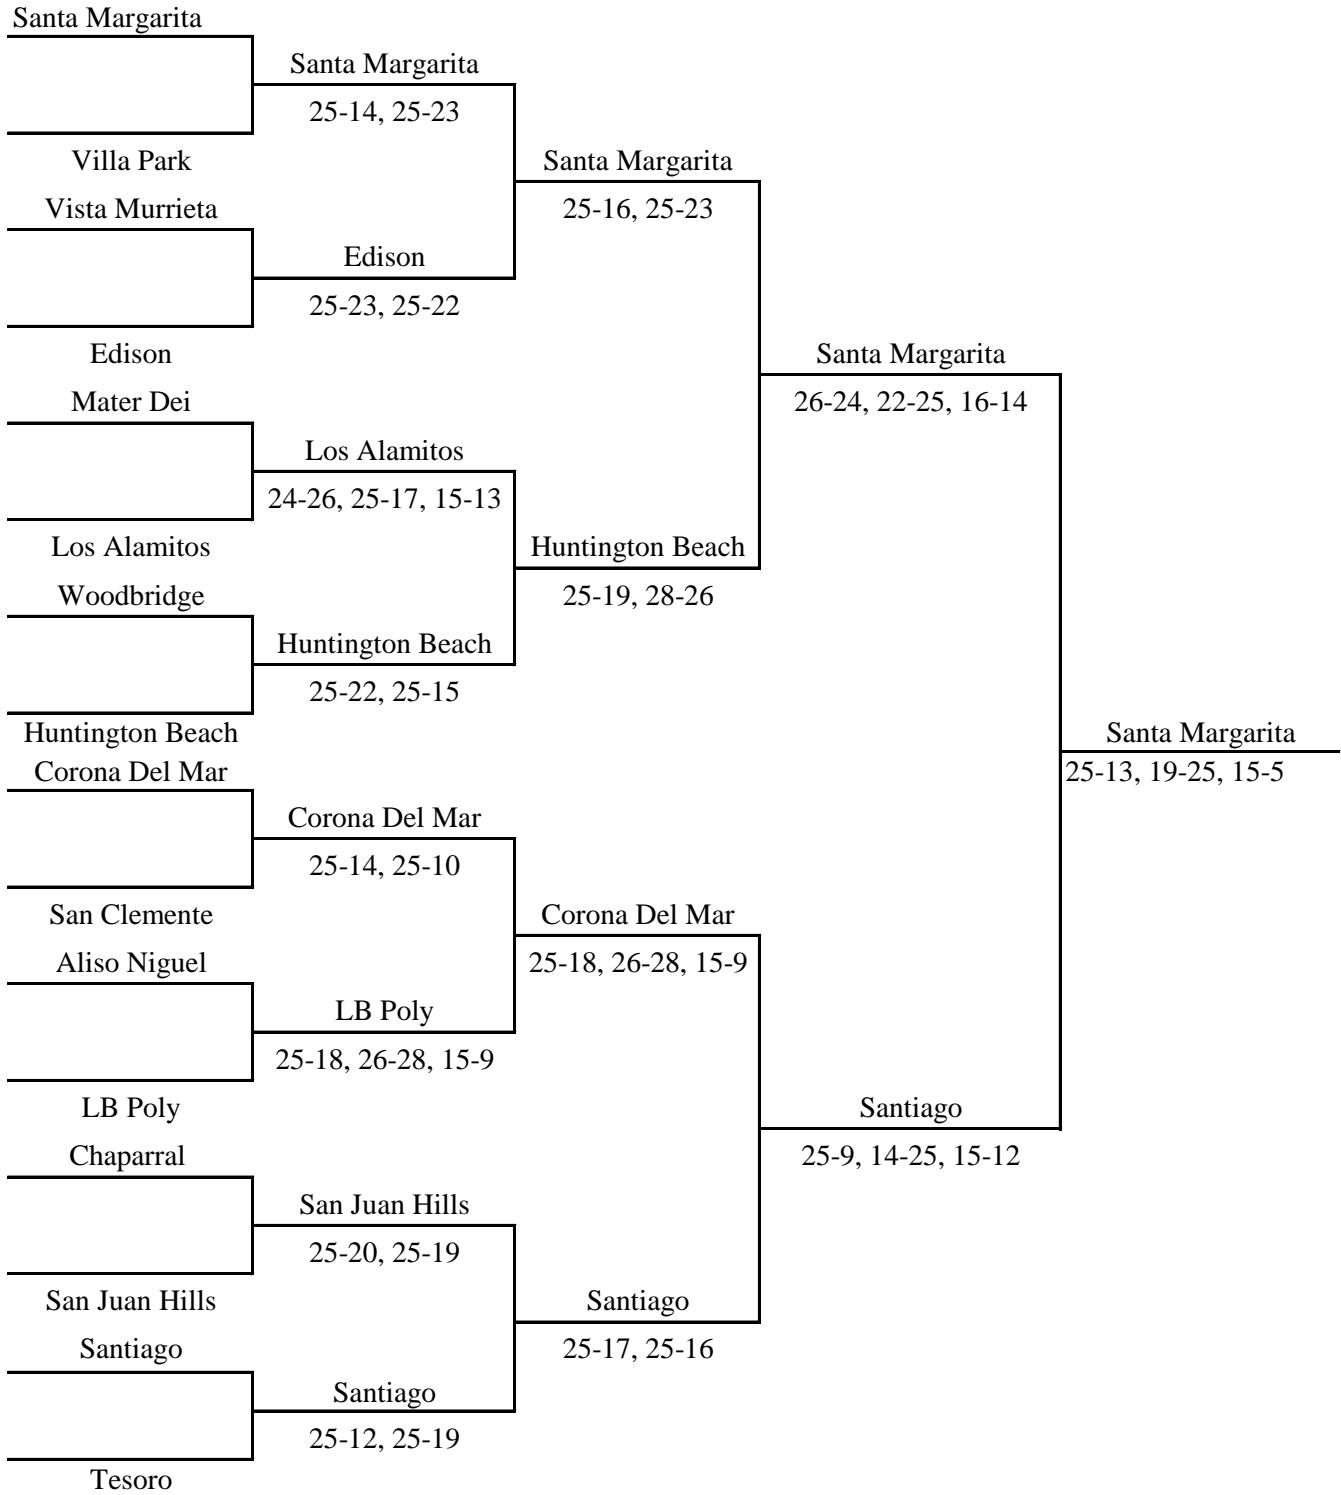 Santa Margarita
Santa Margarita
25-14, 25-23
Villa Park
Santa Margarita
Vista Murrieta
25-16, 25-23
Edison
25-23, 25-22
Edison
Santa Margarita
Mater Dei
26-24, 22-25, 16-14
Los Alamitos
24-26, 25-17, 15-13
Los Alamitos
Huntington Beach
Woodbridge
25-19, 28-26
Huntington Beach
25-22, 25-15
Huntington Beach
Santa Margarita
Corona Del Mar
25-13, 19-25, 15-5
Corona Del Mar
25-14, 25-10
San Clemente
Corona Del Mar
Aliso Niguel
25-18, 26-28, 15-9
LB Poly
25-18, 26-28, 15-9
LB Poly
Santiago
Chaparral
25-9, 14-25, 15-12
San Juan Hills
25-20, 25-19
San Juan Hills
Santiago
Santiago
25-17, 25-16
Santiago
25-12, 25-19
Tesoro